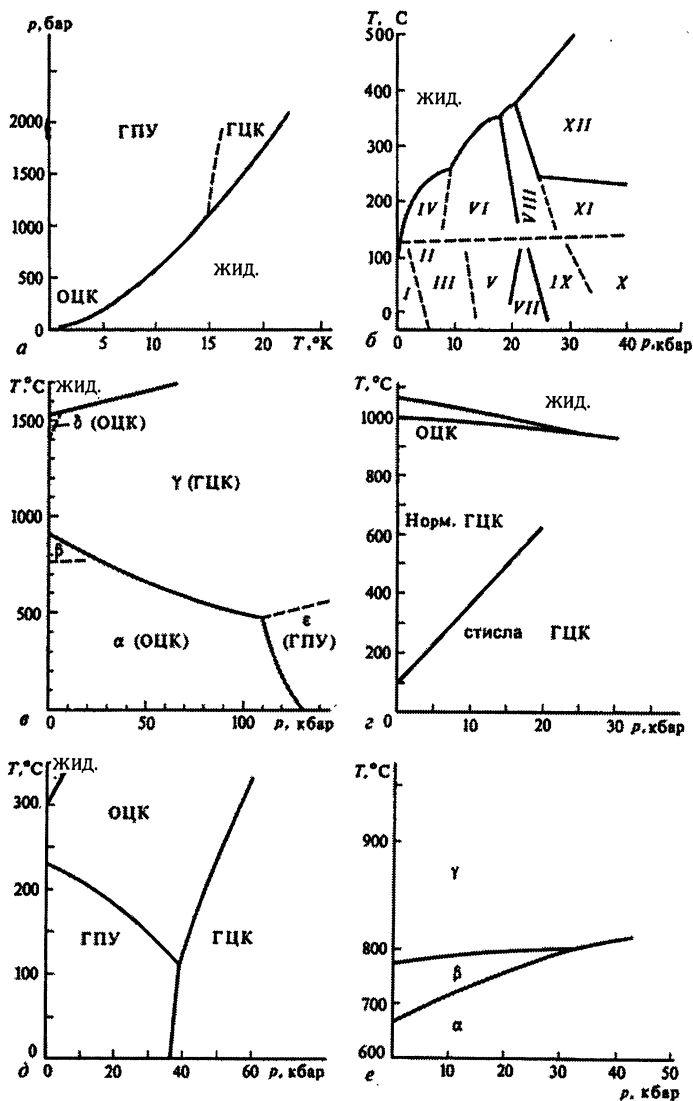 p, бар
2000
1500
1000
500
0
ГПУ
ГЦК
ОЦК
ЖИД.
5
10
15
20
T,°K
а
T, C
500
400
300
200
100
0
ЖИД.
XII
IV
VI
VIII
XI
II
I
III
V
VII
IX
X
0
10
20
30
40
p, кбар
б
T,°C
ЖИД.
1500
δ (ОЦК)
γ (ГЦК)
1000
β
500
α (ОЦК)
ε
(ГПУ)
0
50
100
p, кбар
в
T,°C
1000
800
600
400
200
0
ЖИД.
ОЦК
Норм. ГЦК
стисла ГЦК
0
10
20
30
p, кбар
г
T,°C
ЖИД.
300
200
100
0
ОЦК
ГПУ
ГЦК
0
20
40
60
p, кбар
д
T,°C
900
800
700
600
γ
β
α
0
10
20
30
40
50
p, кбар
е